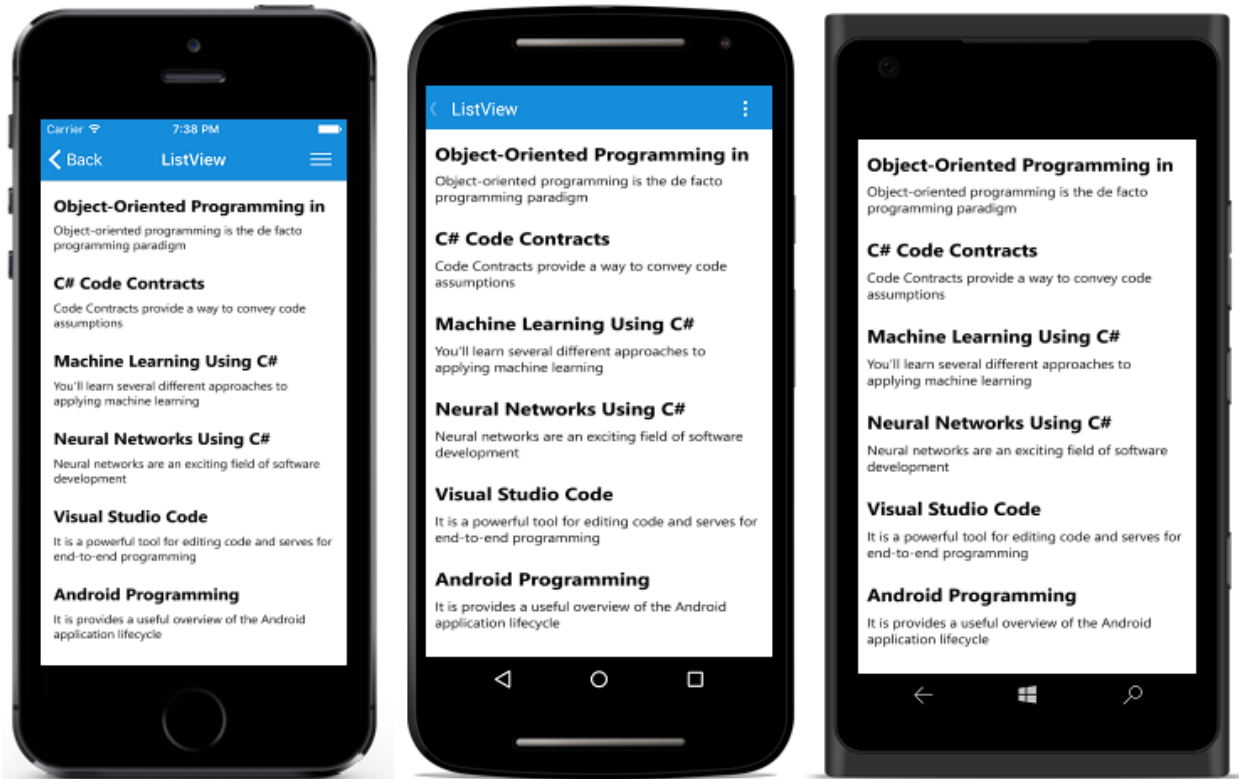 Carrier 7:38 PM
Back ListView
Object-Oriented Programming in
Object-oriented programming is the de facto
programming paradigm
C# Code Contracts
Code Contracts provide a way to convey code
assumptions
Machine Learning Using C#
You'll learn several different approaches to
applying machine learning
Neural Networks Using C#
Neural networks are an exciting field of software
development
Visual Studio Code
It is a powerful tool for editing code and serves for
end-to-end programming
Android Programming
It is provides a useful overview of the Android
application lifecycle
ListView
Object-Oriented Programming in
Object-oriented programming is the de facto
programming paradigm
C# Code Contracts
Code Contracts provide a way to convey code
assumptions
Machine Learning Using C#
You'll learn several different approaches to
applying machine learning
Neural Networks Using C#
Neural networks are an exciting field of software
development
Visual Studio Code
It is a powerful tool for editing code and serves for
end-to-end programming
Android Programming
It is provides a useful overview of the Android
application lifecycle
Object-Oriented Programming in
Object-oriented programming is the de facto
programming paradigm
C# Code Contracts
Code Contracts provide a way to convey code
assumptions
Machine Learning Using C#
You'll learn several different approaches to
applying machine learning
Neural Networks Using C#
Neural networks are an exciting field of software
development
Visual Studio Code
It is a powerful tool for editing code and serves for
end-to-end programming
Android Programming
It is provides a useful overview of the Android
application lifecycle